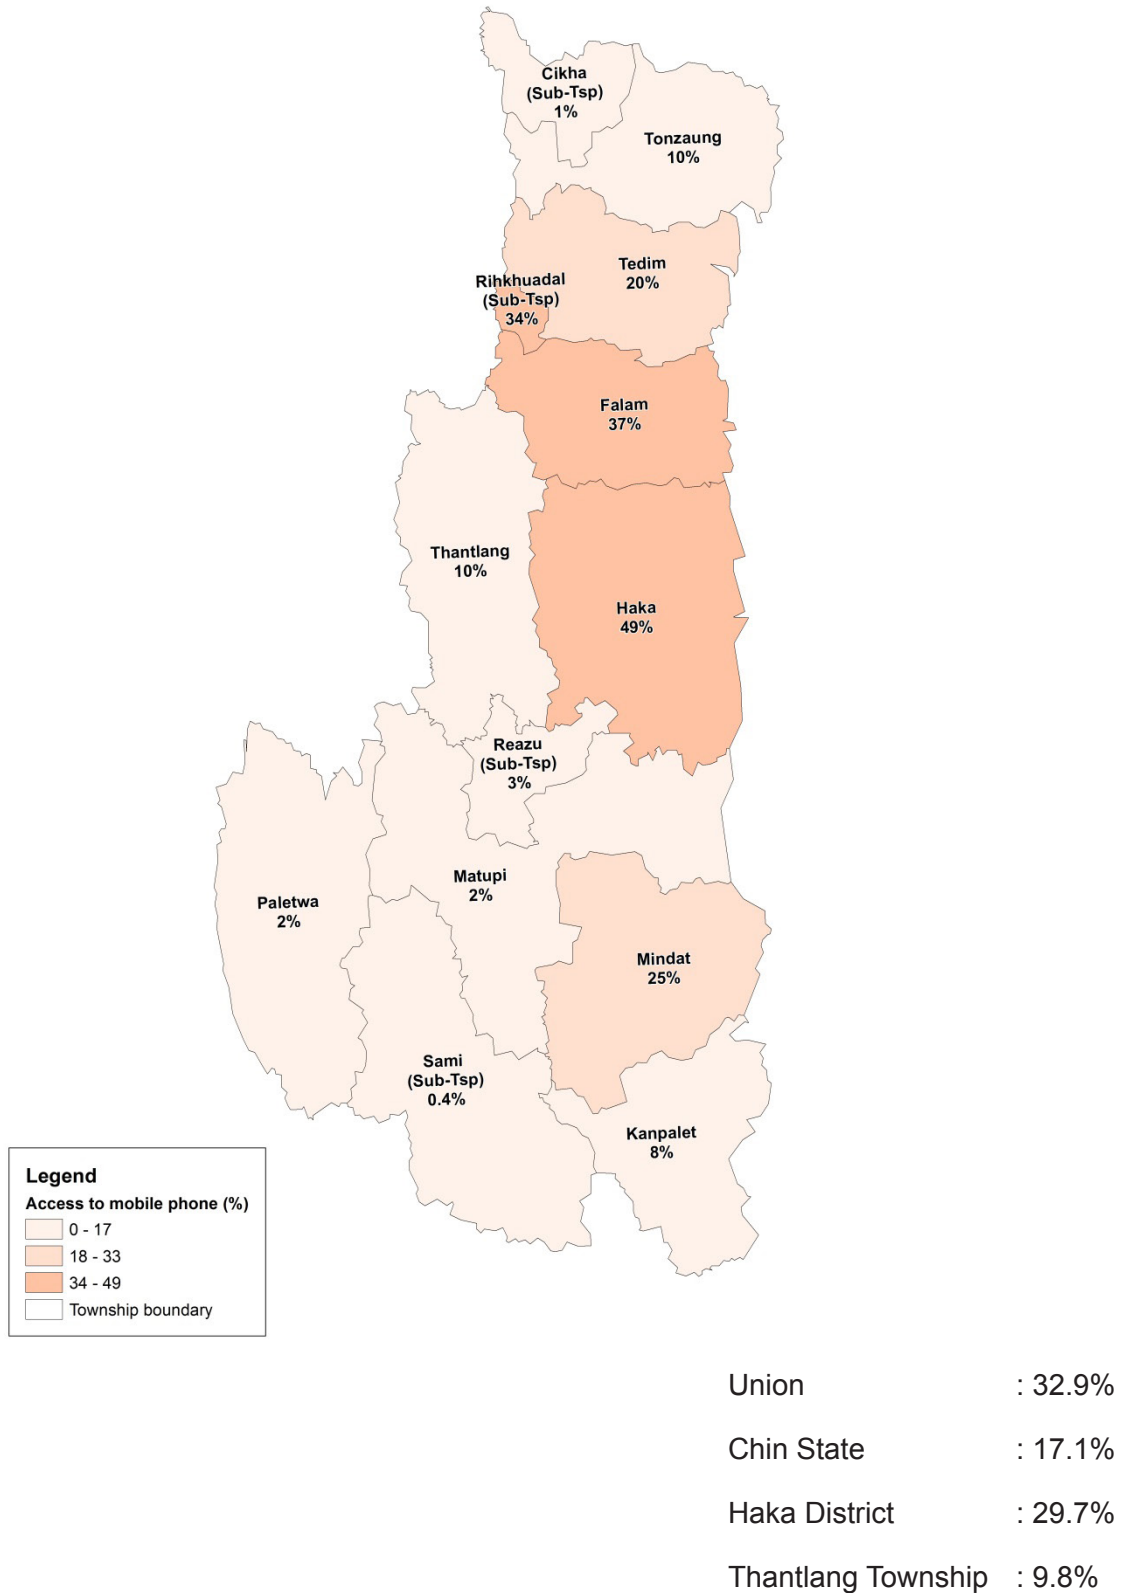 Cikha
(Sub-Tsp)
1%
Tonzaung
10%
Tedim
20%
Rihkhuadal
(Sub-Tsp)
34%
Falam
37%
Thantlang
10%
Haka
49%
Reazu
(Sub-Tsp)
3%
Matupi
2%
Paletwa
2%
Mindat
25%
Sami
(Sub-Tsp)
0.4%
Kanpalet
8%
Legend
Access to mobile phone (%)
0 - 17
18 - 33
34 - 49
Township boundary
Union : 32.9%
Chin State : 17.1%
Haka District : 29.7%
Thantlang Township : 9.8%